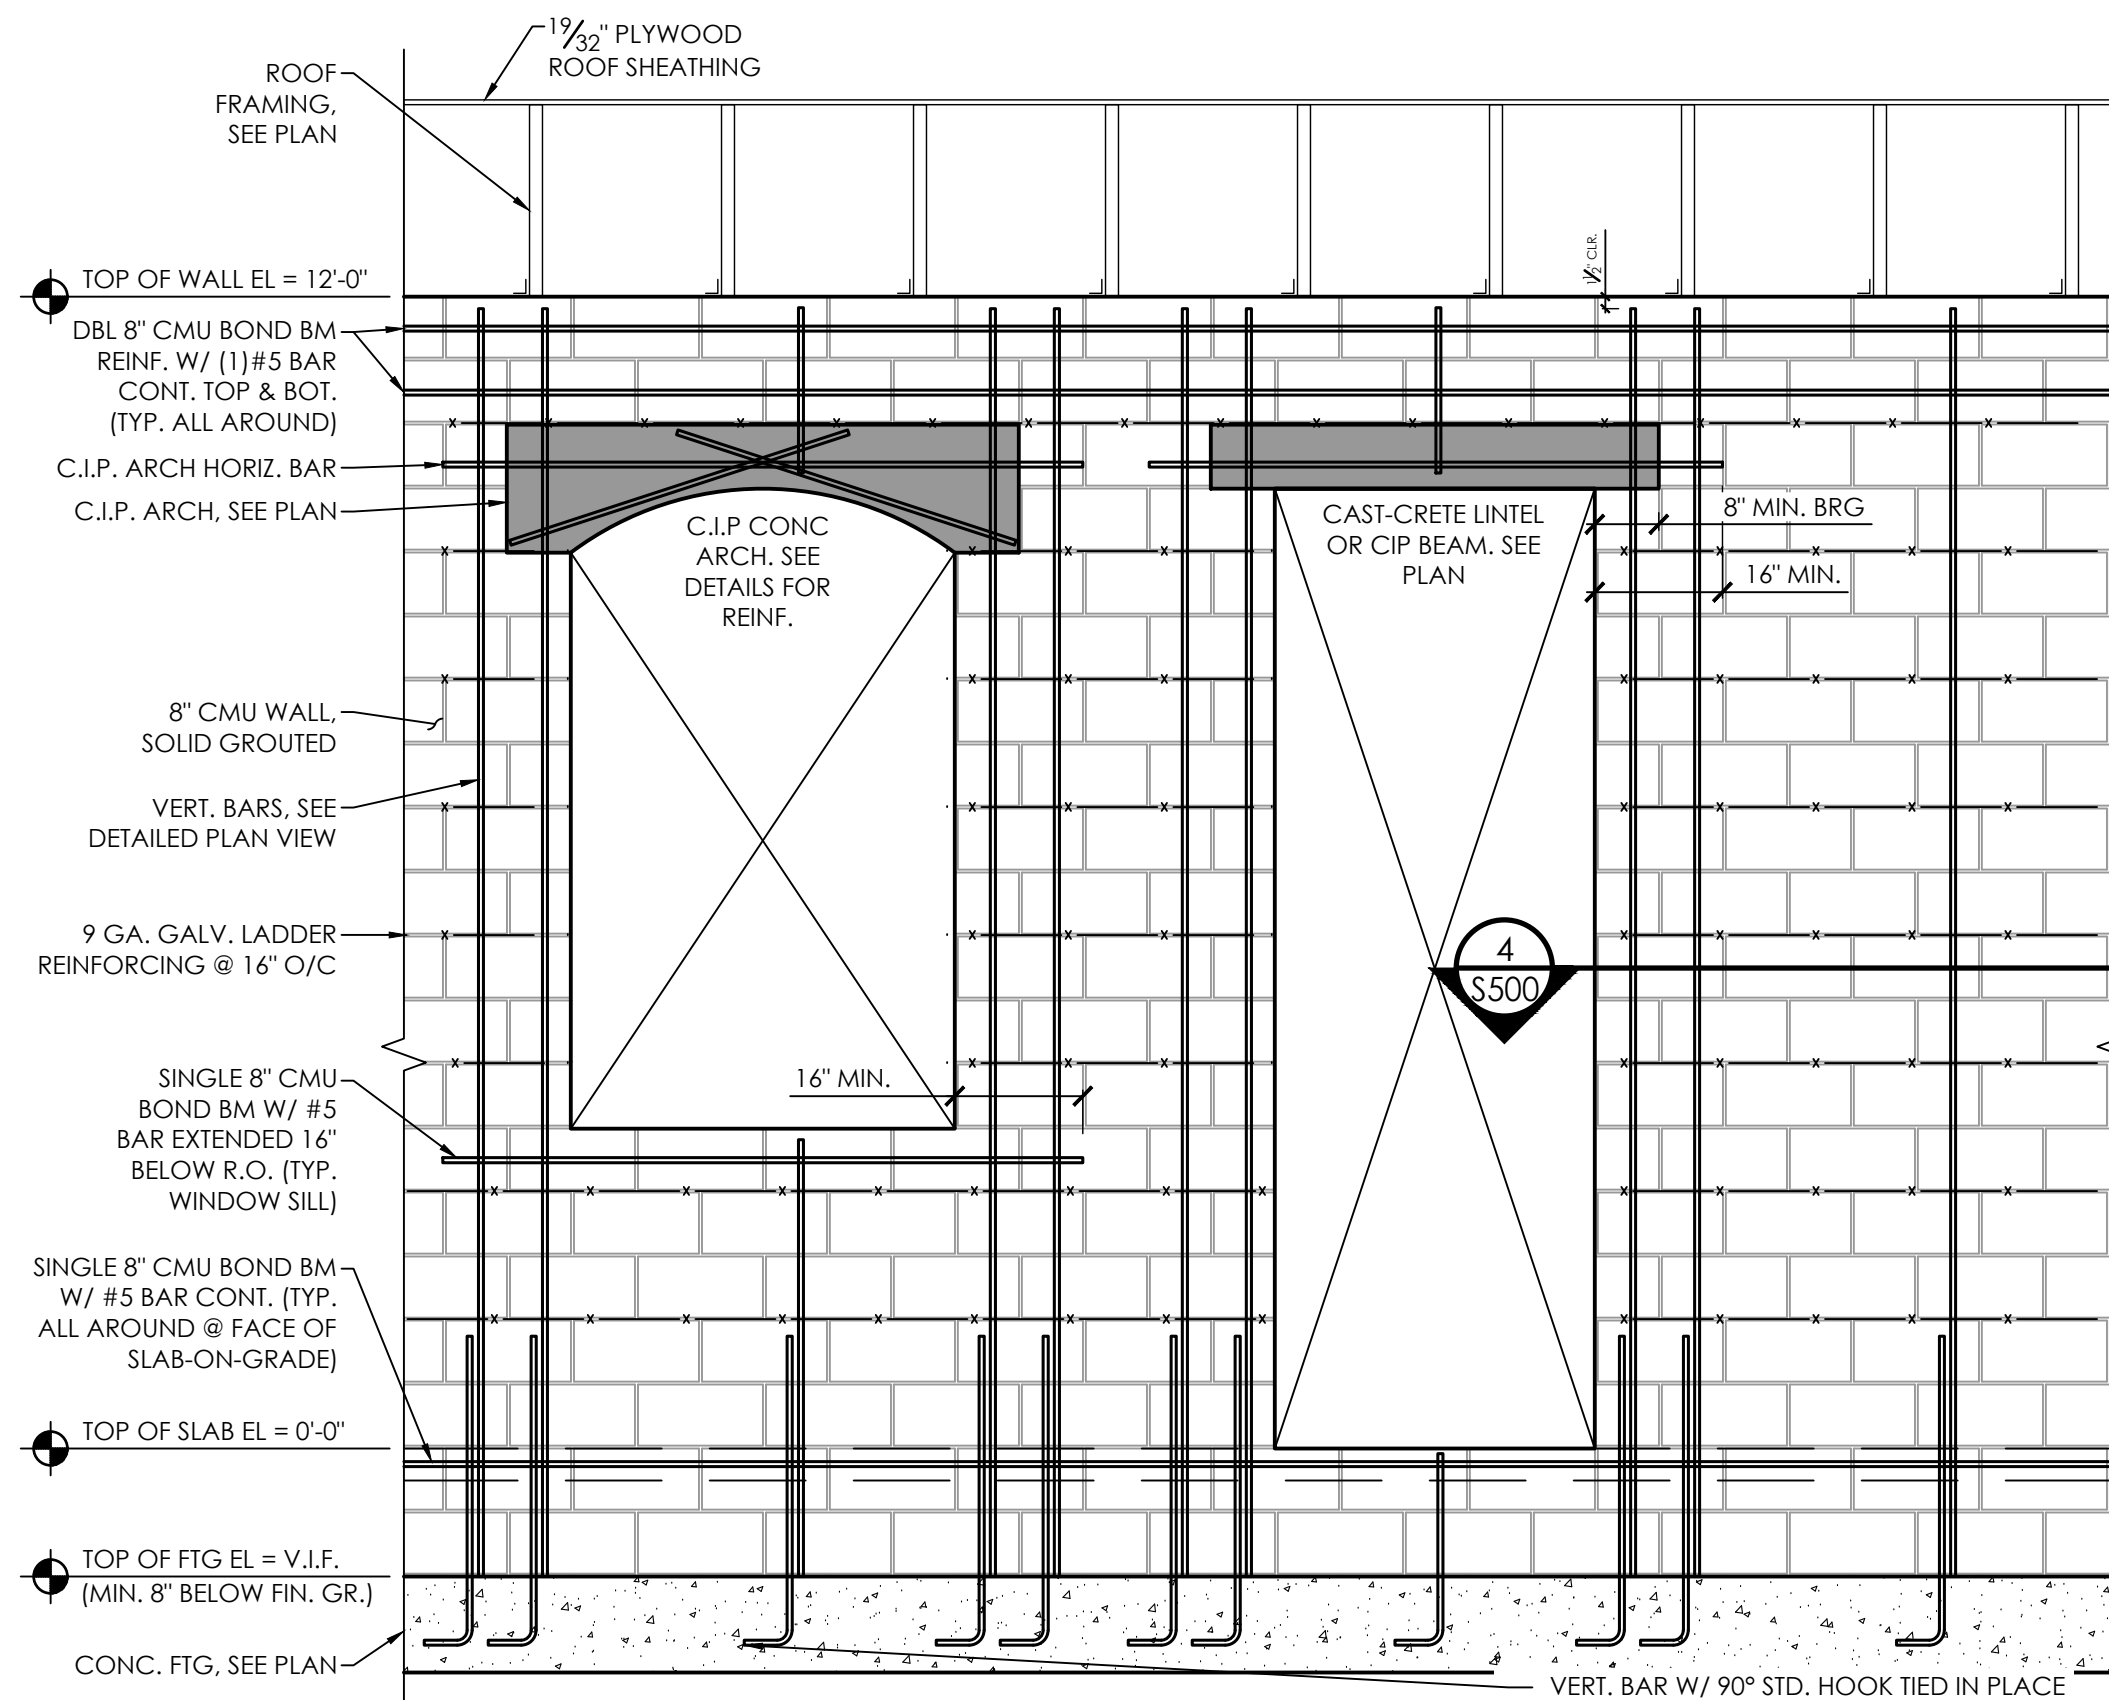 19/32" PLYWOOD
ROOF SHEATHING
ROOF
FRAMING,
SEE PLAN
TOP OF WALL EL = 12'-0"
1½" CLR.
DBL 8" CMU BOND BM
REINF. W/ (1)#5 BAR
CONT. TOP & BOT.
(TYP. ALL AROUND)
C.I.P. ARCH HORIZ. BAR
C.I.P. ARCH, SEE PLAN
C.I.P CONC
ARCH. SEE
DETAILS FOR
REINF.
CAST-CRETE LINTEL
OR CIP BEAM. SEE
PLAN
8" MIN. BRG
16" MIN.
8" CMU WALL,
SOLID GROUTED
VERT. BARS, SEE
DETAILED PLAN VIEW
9 GA. GALV. LADDER
REINFORCING @ 16" O/C
4
S500
SINGLE 8" CMU
BOND BM W/ #5
BAR EXTENDED 16"
BELOW R.O. (TYP.
WINDOW SILL)
16" MIN.
SINGLE 8" CMU BOND BM
W/ #5 BAR CONT. (TYP.
ALL AROUND @ FACE OF
SLAB-ON-GRADE)
TOP OF SLAB EL = 0'-0"
TOP OF FTG EL = V.I.F.
(MIN. 8" BELOW FIN. GR.)
CONC. FTG, SEE PLAN
VERT. BAR W/ 90° STD. HOOK TIED IN PLACE